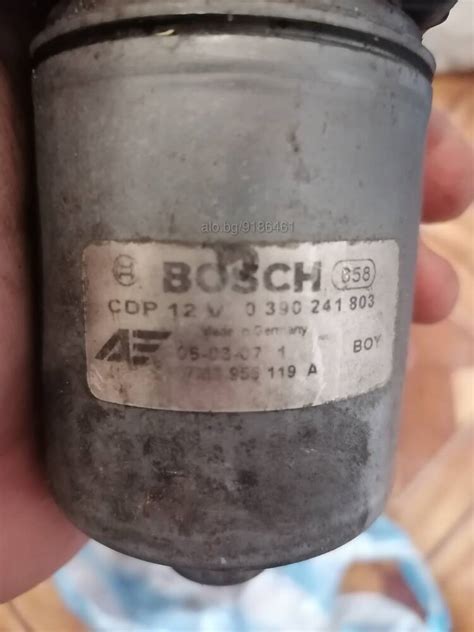 alo.bg/9186461
BOSCH 058
CDP 12 V 0 390 241 803
Made in Germany
05-03-07 1 BOY
955 119 A